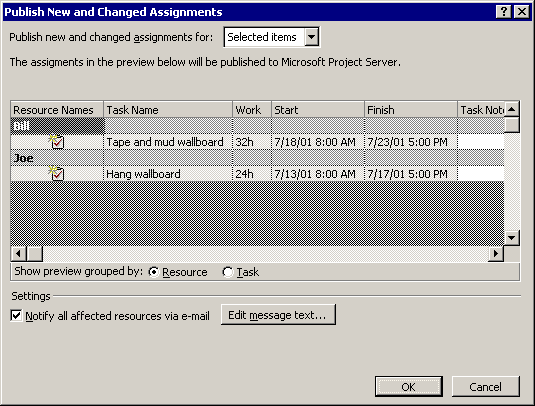 Publish New and Changed Assignments
Publish new and changed assignments for: Selected items
The assigments in the preview below will be published to Microsoft Project Server.
Resource Names Task Name Work Start Finish Task Note
Bill
Tape and mud wallboard 32h 7/18/01 8:00 AM 7/23/01 5:00 PM
Joe
Hang wallboard 24h 7/13/01 8:00 AM 7/17/01 5:00 PM
Show preview grouped by: Resource Task
Settings
Notify all affected resources via e-mail Edit message text...
OK Cancel